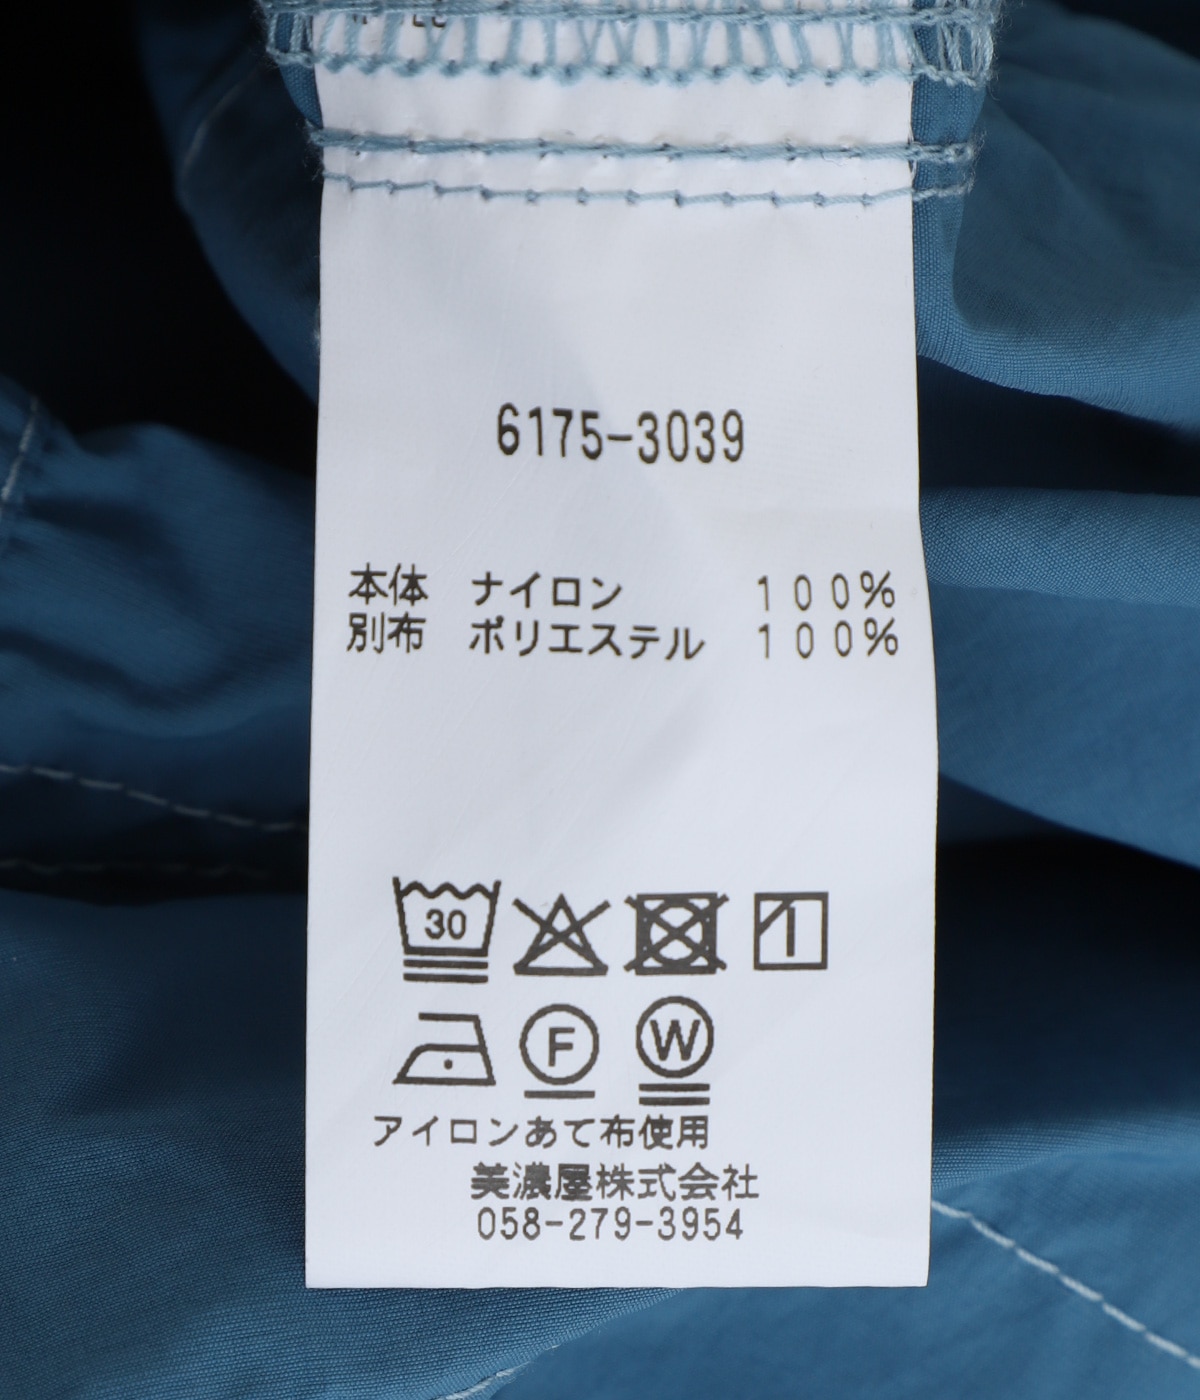 6175-3039
本体 ナイロン 100%
別布 ポリエステル 100%
30
F W
アイロンあて布使用
美濃屋株式会社
058-279-3954